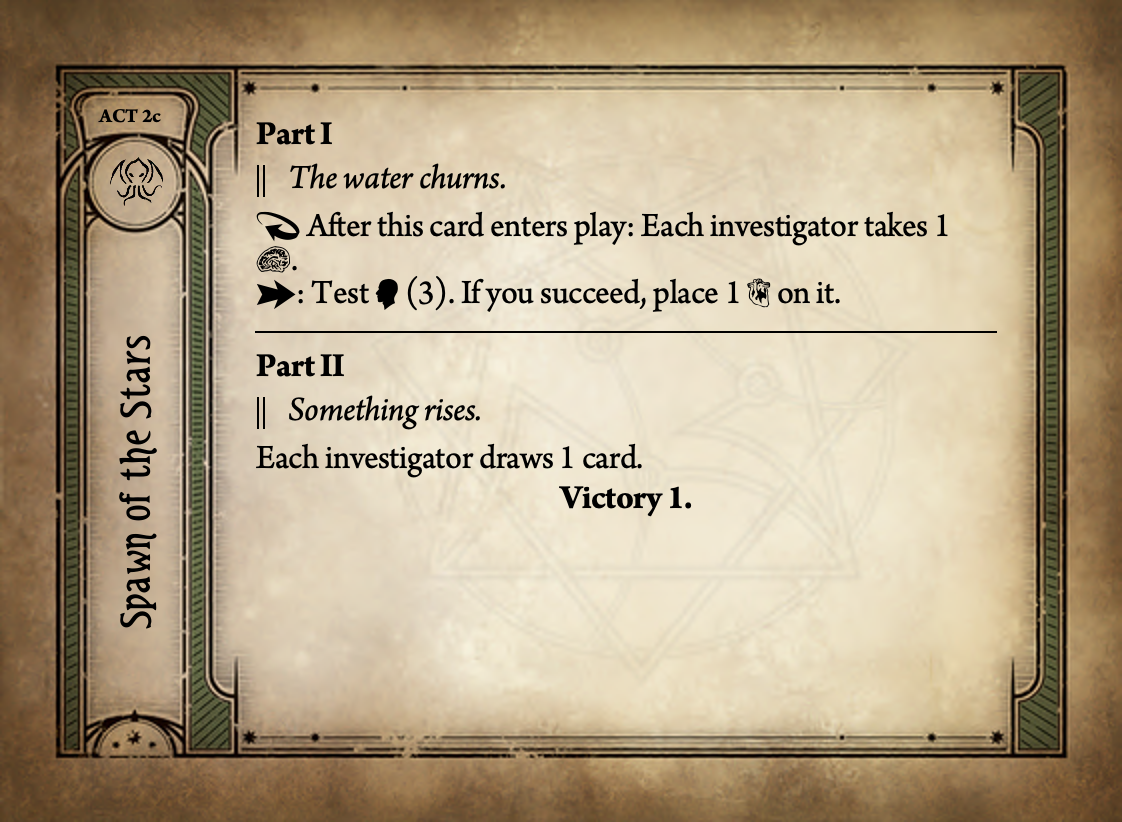 ACT 2c
Spawn of the Stars
Part I
The water churns.
After this card enters play: Each investigator takes 1
.
: Test (3). If you succeed, place 1 on it.
Part II
Something rises.
Each investigator draws 1 card.
Victory 1.